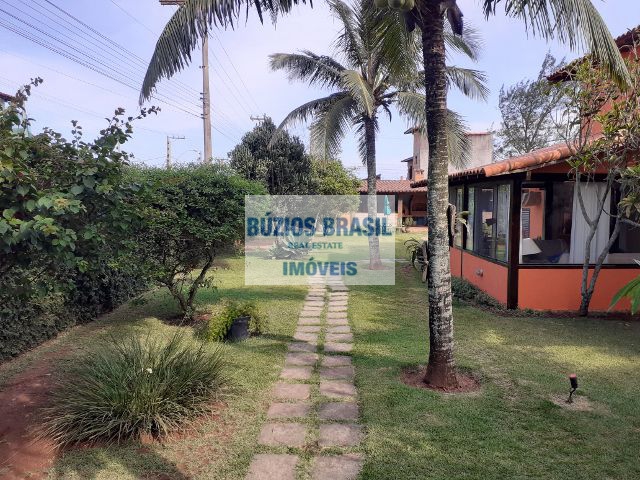 BÚZIOS BRASIL
REAL ESTATE
IMÓVEIS